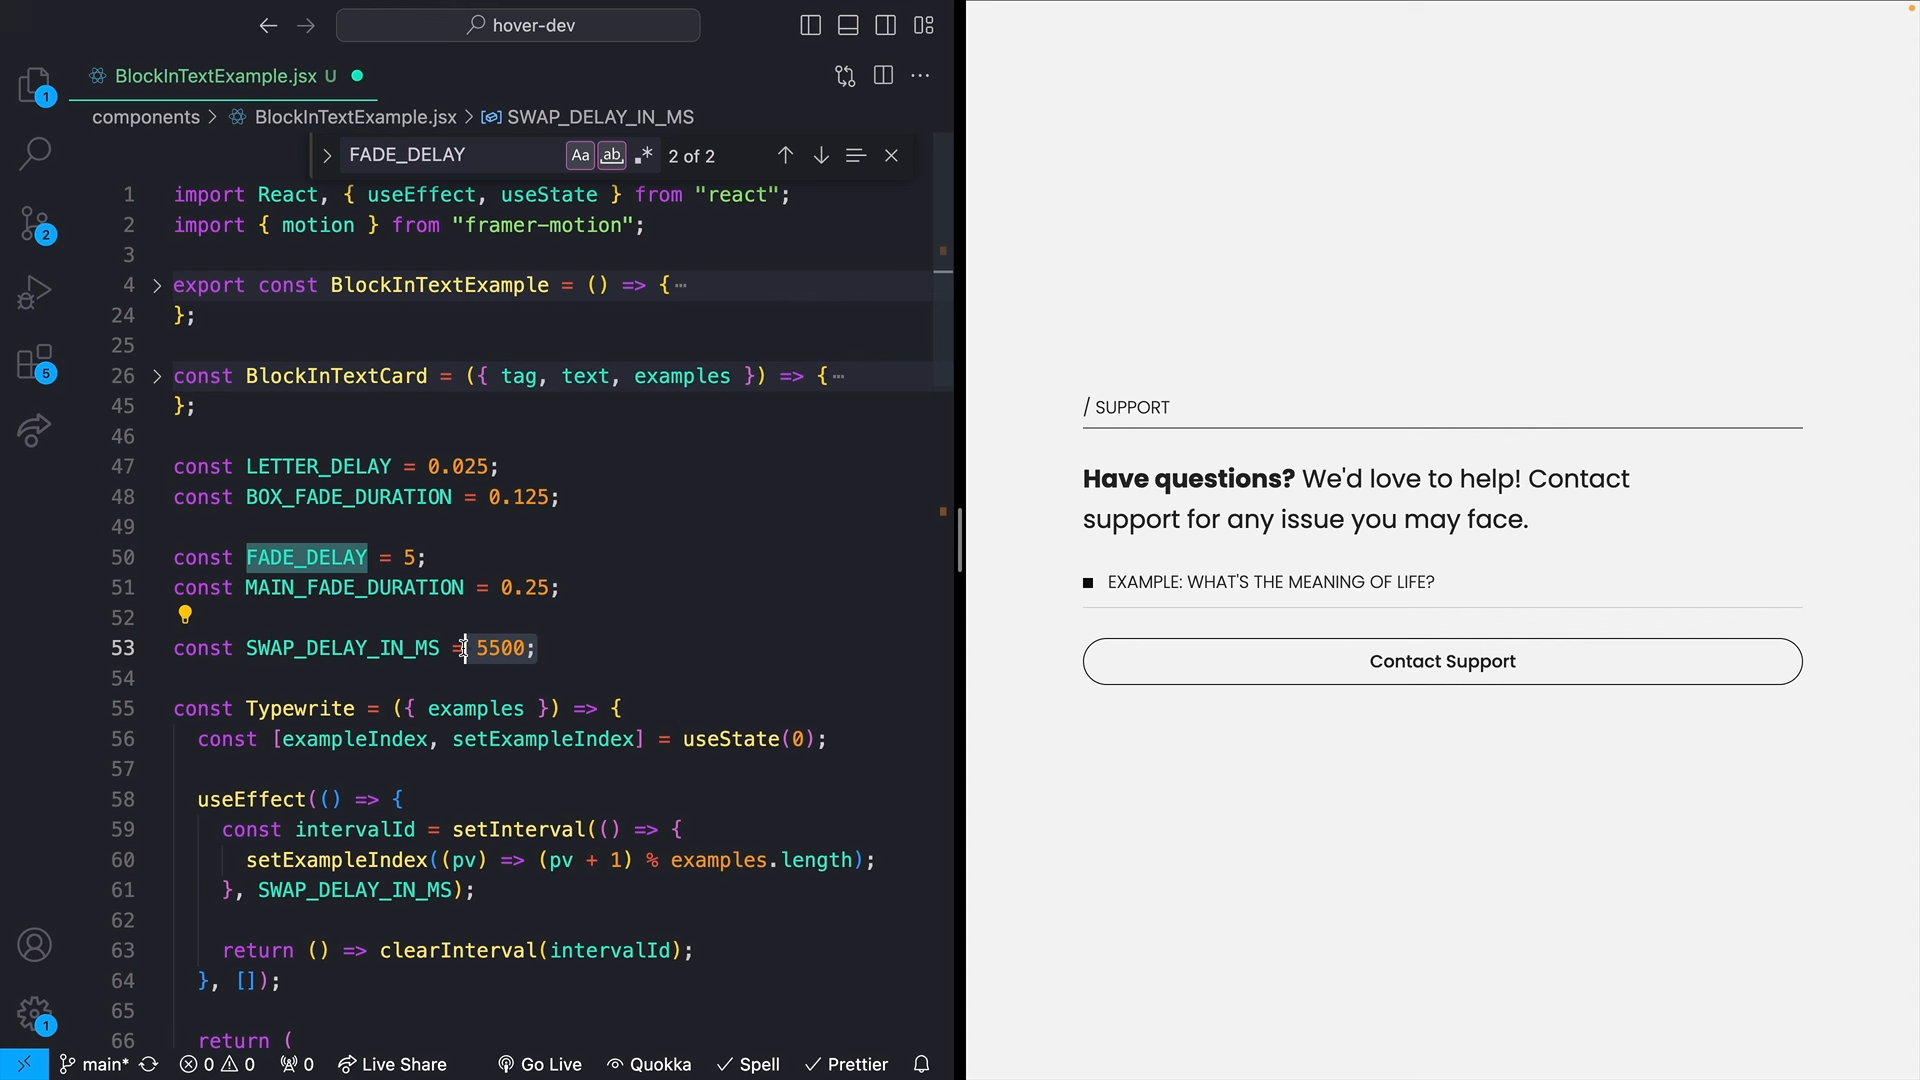 hover-dev
BlockInTextExample.jsx U
components > BlockInTextExample.jsx > SWAP_DELAY_IN_MS
FADE_DELAY Aa ab .* 2 of 2
1 import React, { useEffect, useState } from "react";
2 import { motion } from "framer-motion";
3
4 export const BlockInTextExample = () => {⋯
24 };
25
26 const BlockInTextCard = ({ tag, text, examples }) => {⋯
45 };
46
47 const LETTER_DELAY = 0.025;
48 const BOX_FADE_DURATION = 0.125;
49
50 const FADE_DELAY = 5;
51 const MAIN_FADE_DURATION = 0.25;
52
53 const SWAP_DELAY_IN_MS = 5500;
54
55 const Typewrite = ({ examples }) => {
56 const [exampleIndex, setExampleIndex] = useState(0);
57
58 useEffect(() => {
59 const intervalId = setInterval(() => {
60 setExampleIndex((pv) => (pv + 1) % examples.length);
61 }, SWAP_DELAY_IN_MS);
62
63 return () => clearInterval(intervalId);
64 }, []);
65
66 return (
1
2
5
1
main* 0 0 0 Live Share Go Live Quokka Spell Prettier
/ SUPPORT
Have questions? We'd love to help! Contact
support for any issue you may face.
EXAMPLE: WHAT'S THE MEANING OF LIFE?
Contact Support